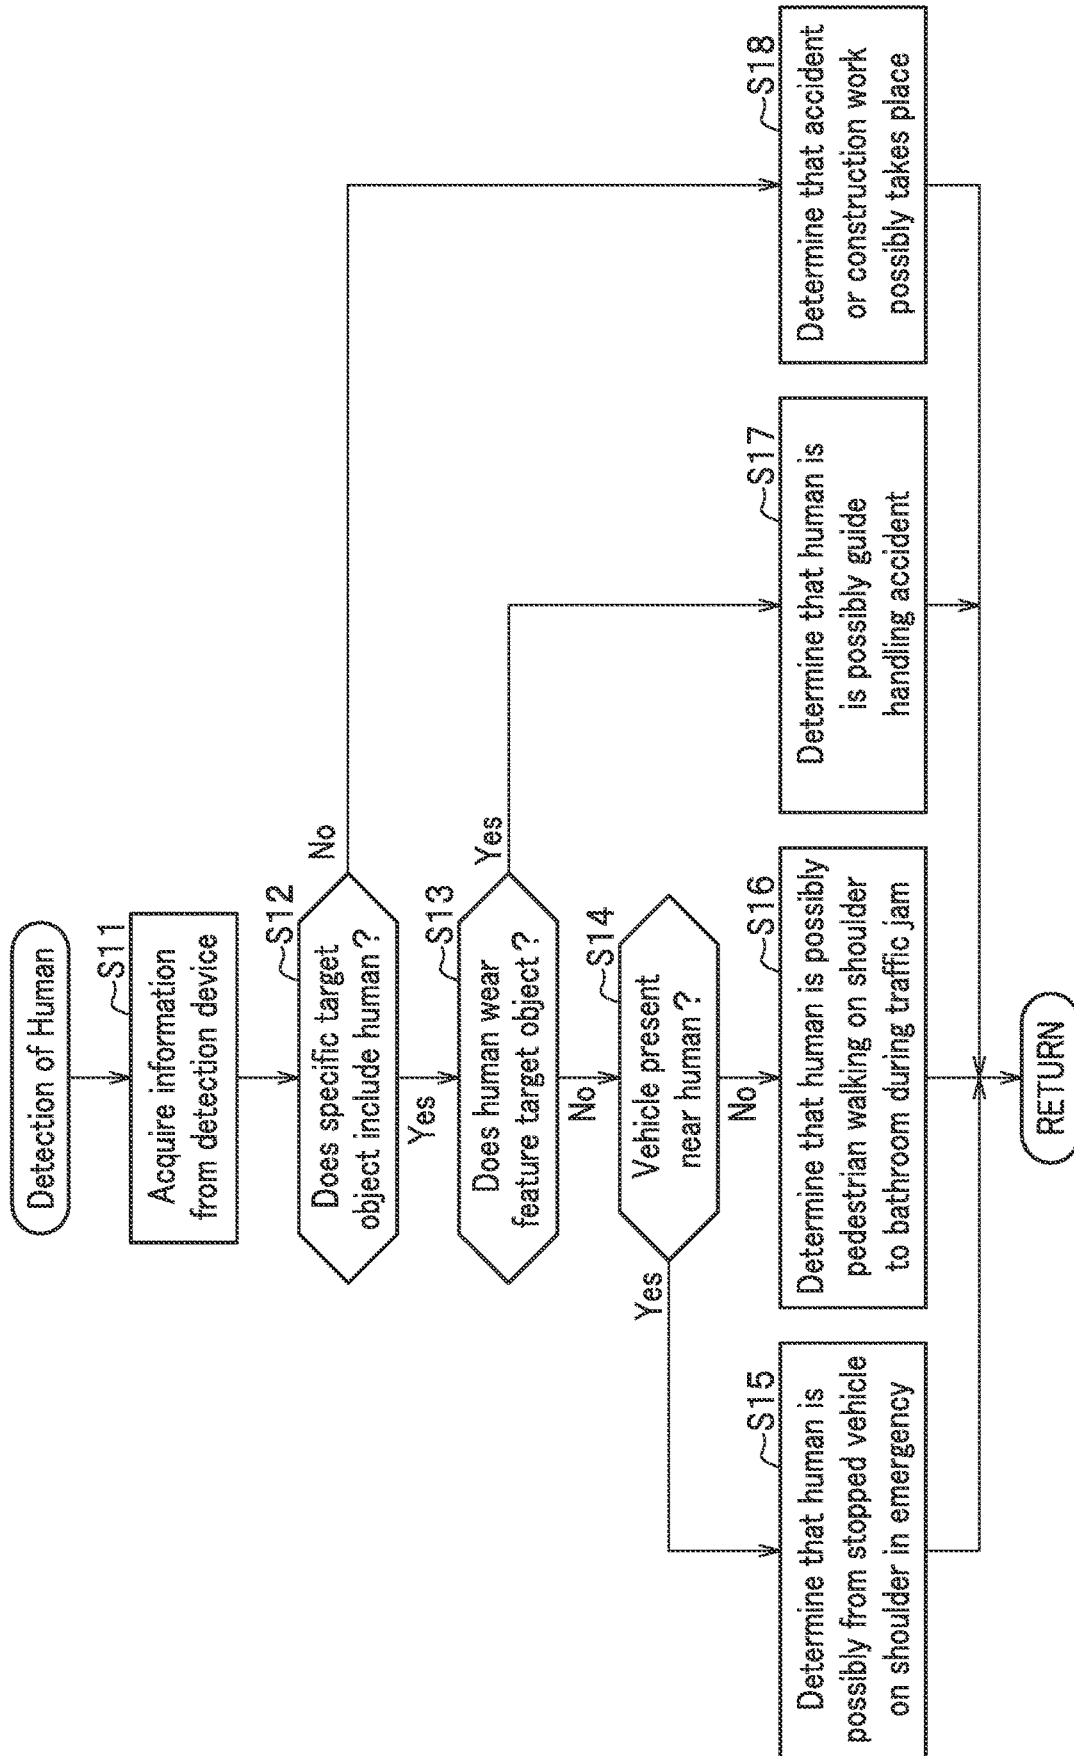 Detection of Human
S11
Acquire information
from detection device
S12
Does specific target
object include human?
No
Yes
S13
Does human wear
feature target object?
Yes
No
S14
Vehicle present
near human?
Yes
No
S15
Determine that human is
possibly from stopped vehicle
on shoulder in emergency
S16
Determine that human is possibly
pedestrian walking on shoulder
to bathroom during traffic jam
S17
Determine that human is
is possibly guide
handling accident
S18
Determine that accident
or construction work
possibly takes place
RETURN